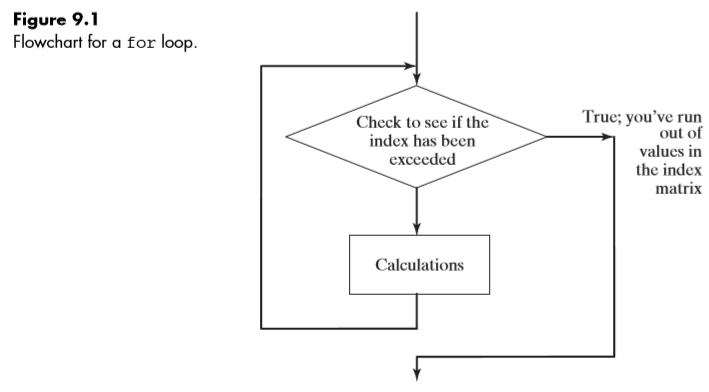 Figure 9.1
Flowchart for a for loop.
Check to see if the
index has been
exceeded
True; you've run
out of
values in
the index
matrix
Calculations